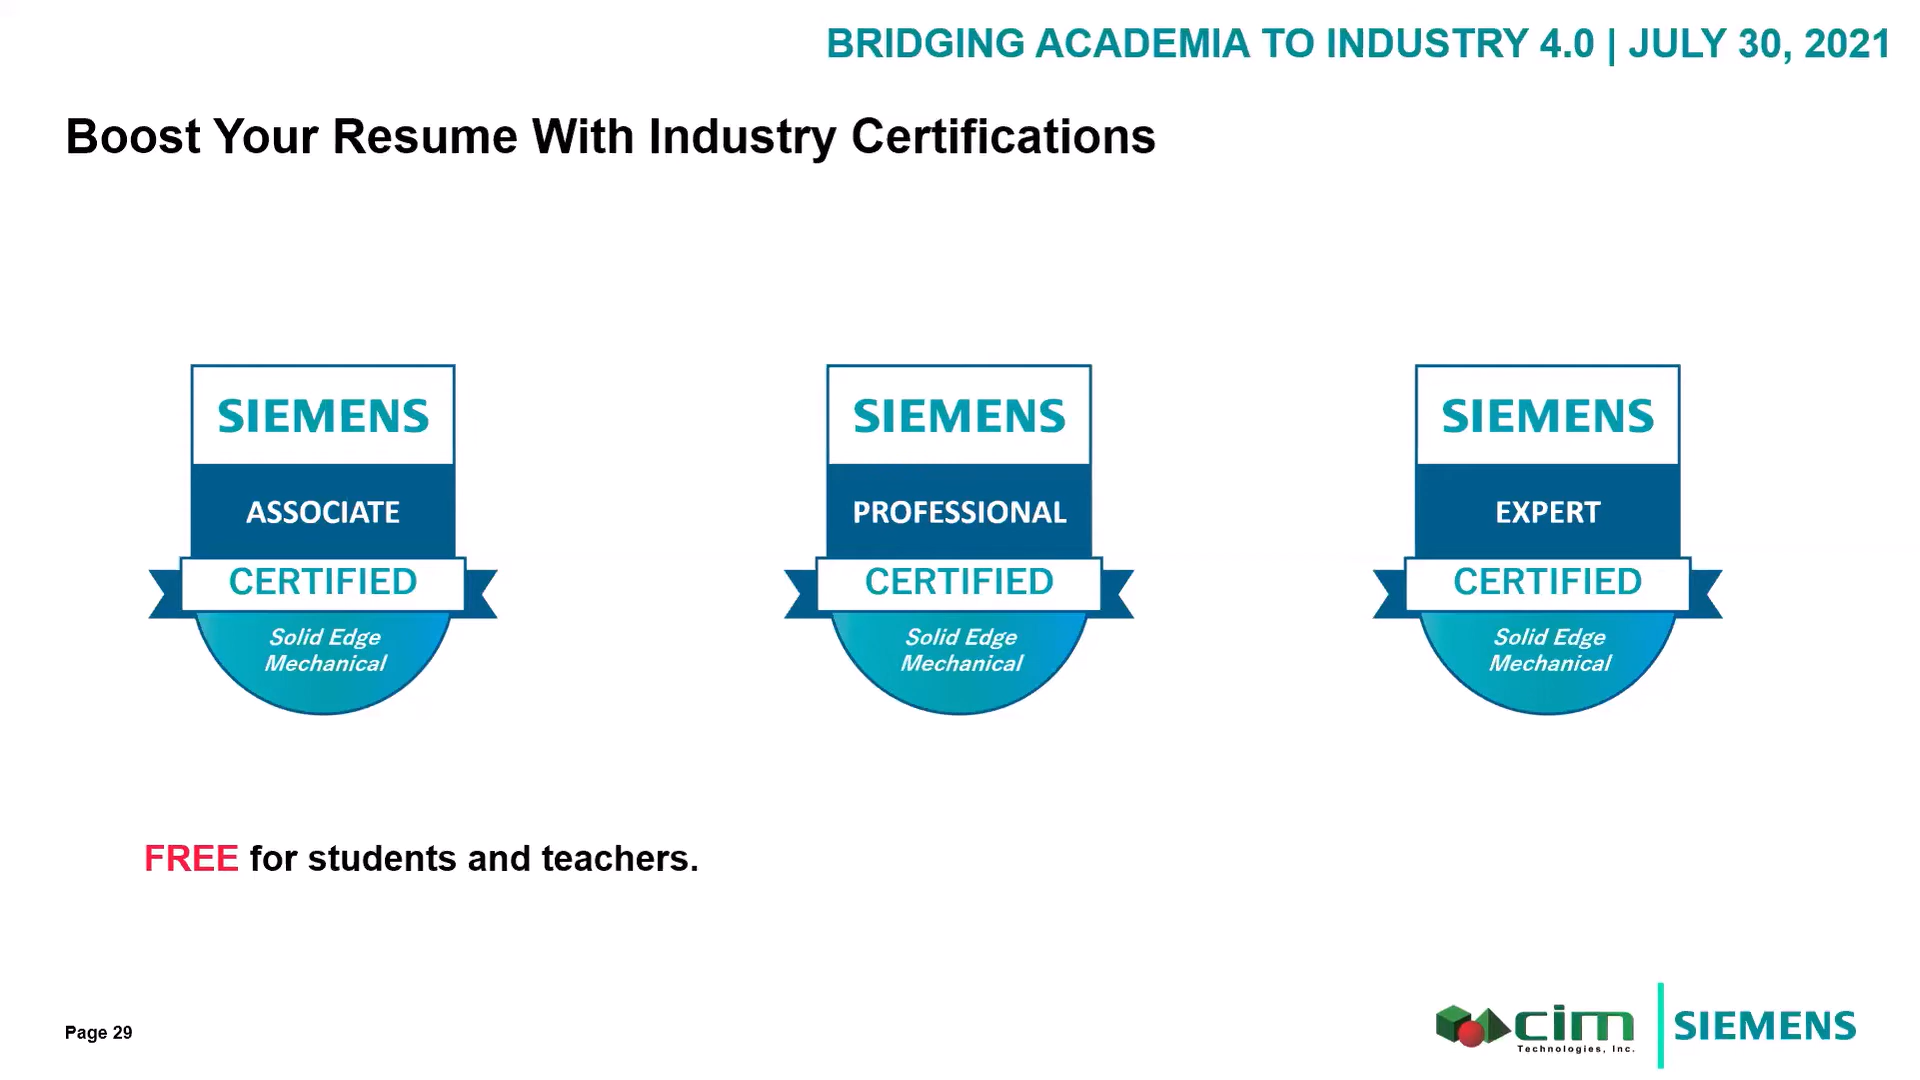 BRIDGING ACADEMIA TO INDUSTRY 4.0 | JULY 30, 2021
Boost Your Resume With Industry Certifications
SIEMENS
ASSOCIATE
CERTIFIED
Solid Edge
Mechanical
SIEMENS
PROFESSIONAL
CERTIFIED
Solid Edge
Mechanical
SIEMENS
EXPERT
CERTIFIED
Solid Edge
Mechanical
FREE for students and teachers.
Page 29
cim
Technologies, Inc.
SIEMENS